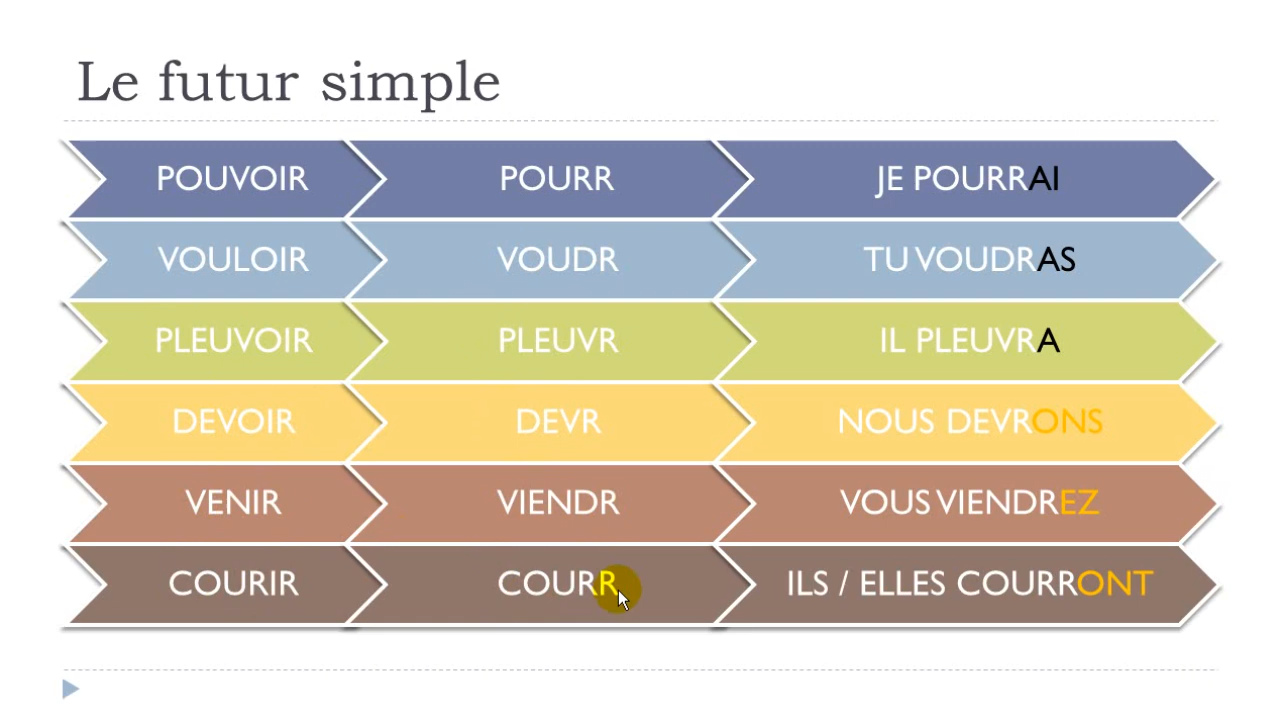 Le futur simple
POUVOIR POURR JE POURRAI
VOULOIR VOUDR TU VOUDRAS
PLEUVOIR PLEUVR IL PLEUVRA
DEVOIR DEVR NOUS DEVRONS
VENIR VIENDR VOUS VIENDREZ
COURIR COURR ILS / ELLES COURRONT